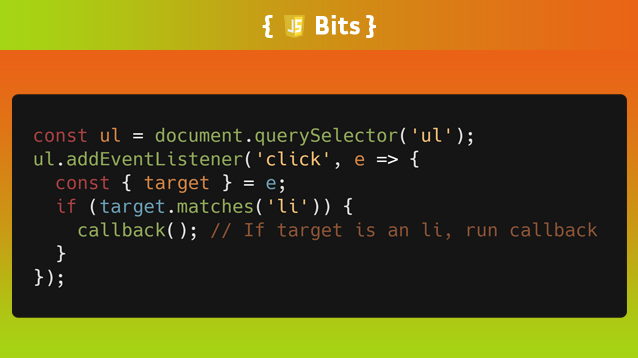 { JS Bits }
const ul = document.querySelector('ul');
ul.addEventListener('click', e => {
  const { target } = e;
  if (target.matches('li')) {
    callback(); // If target is an li, run callback
  }
});